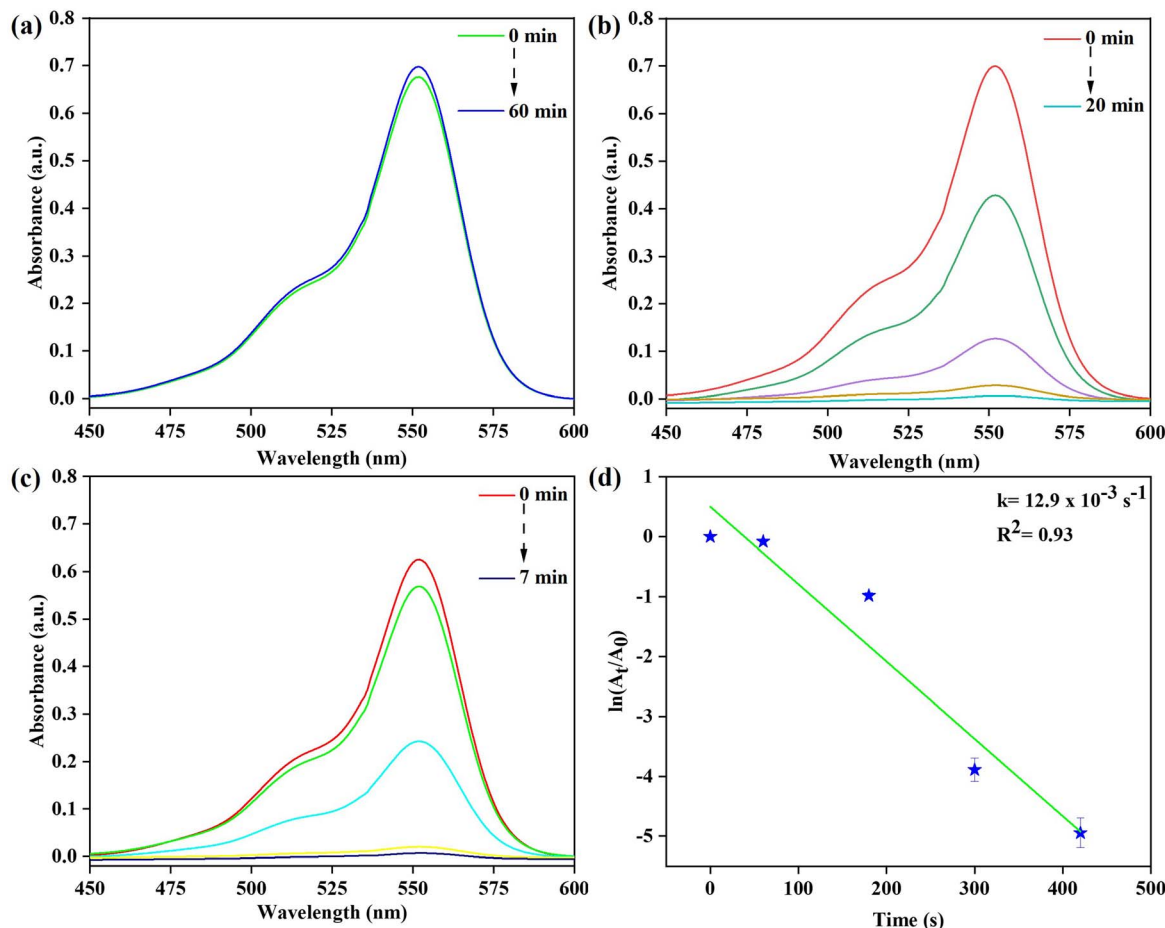 (a)
0 min
60 min
0.8
0.7
0.6
0.5
0.4
0.3
0.2
0.1
0.0
Absorbance (a.u.)
450 475 500 525 550 575 600
Wavelength (nm)
(b)
0 min
20 min
0.8
0.7
0.6
0.5
0.4
0.3
0.2
0.1
0.0
Absorbance (a.u.)
450 475 500 525 550 575 600
Wavelength (nm)
(c)
0 min
7 min
0.8
0.7
0.6
0.5
0.4
0.3
0.2
0.1
0.0
Absorbance (a.u.)
450 475 500 525 550 575 600
Wavelength (nm)
(d)
k= 12.9 x 10⁻³ s⁻¹
R²= 0.93
1
0
-1
-2
-3
-4
-5
ln(Aₜ/A₀)
0 100 200 300 400 500
Time (s)